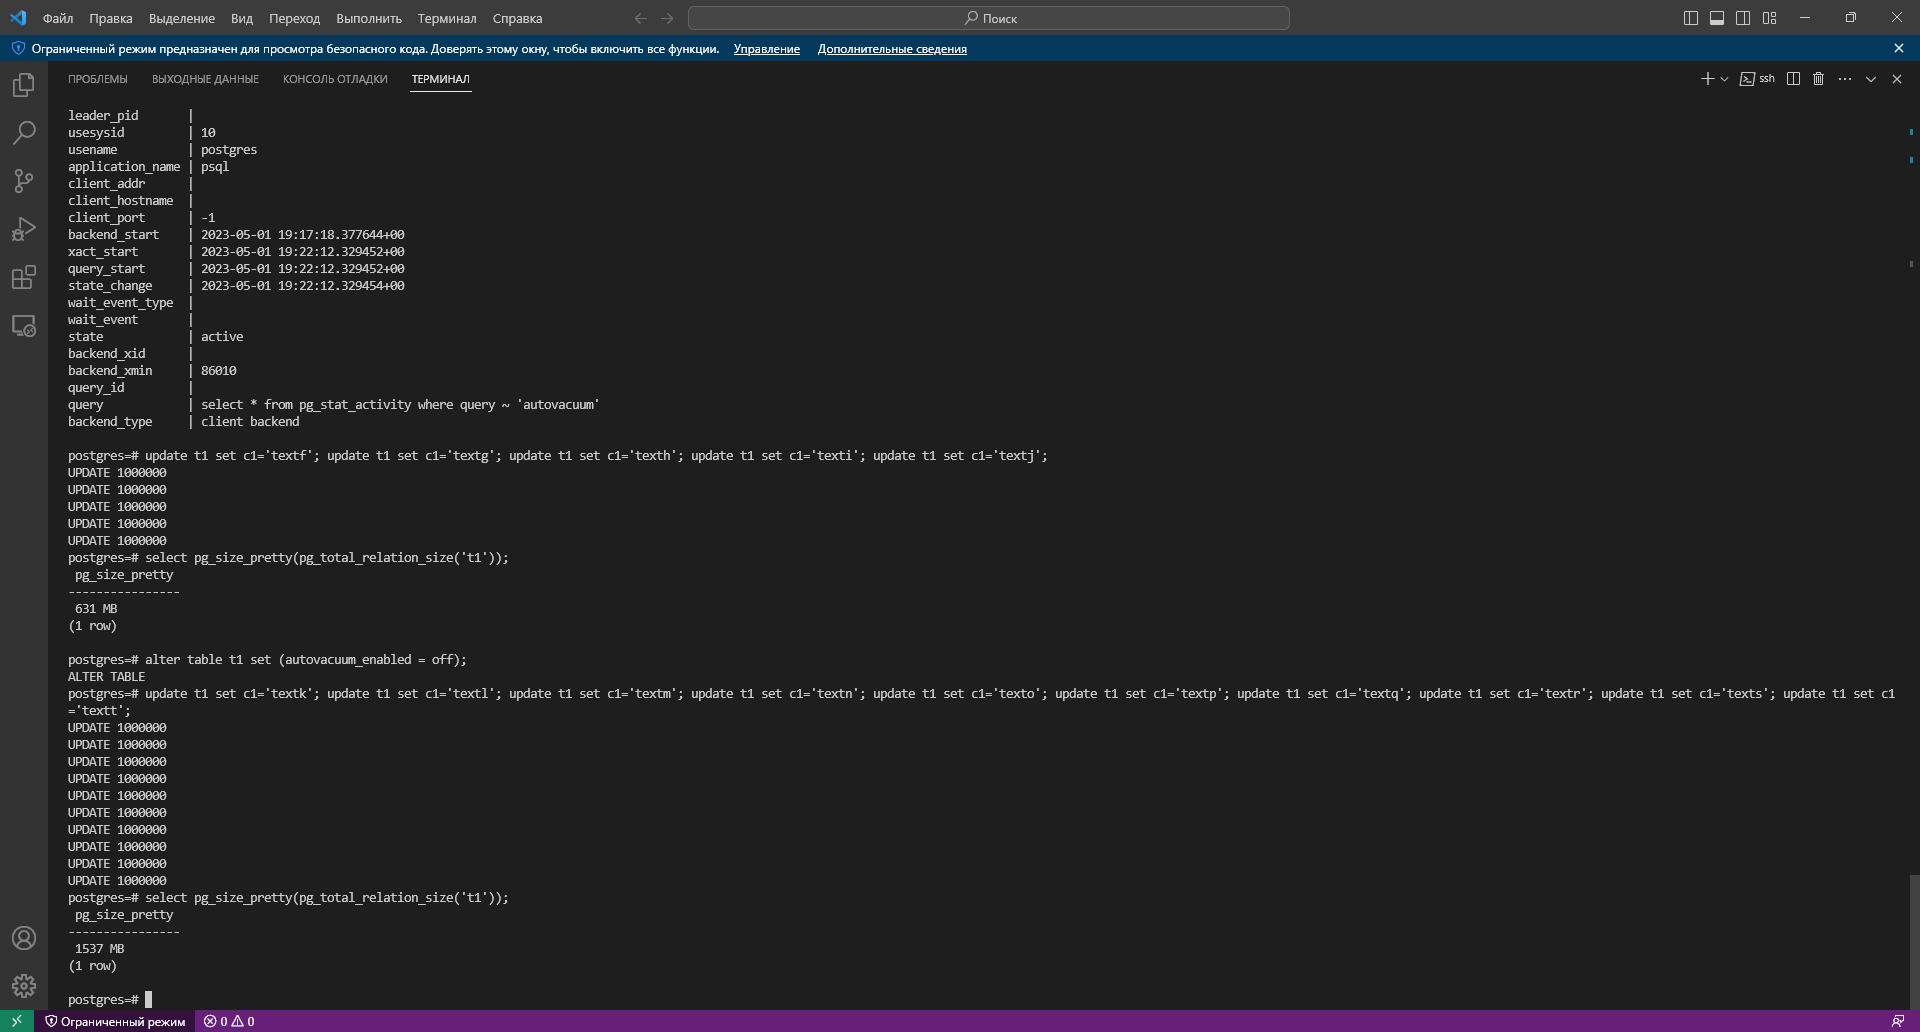 Файл Правка Выделение Вид Переход Выполнить Терминал Справка Поиск
Ограниченный режим предназначен для просмотра безопасного кода. Доверять этому окну, чтобы включить все функции. Управление Дополнительные сведения
ПРОБЛЕМЫ ВЫХОДНЫЕ ДАННЫЕ КОНСОЛЬ ОТЛАДКИ ТЕРМИНАЛ ssh
leader_pid |
usesysid | 10
usename | postgres
application_name | psql
client_addr |
client_hostname |
client_port | -1
backend_start | 2023-05-01 19:17:18.377644+00
xact_start | 2023-05-01 19:22:12.329452+00
query_start | 2023-05-01 19:22:12.329452+00
state_change | 2023-05-01 19:22:12.329454+00
wait_event_type |
wait_event |
state | active
backend_xid |
backend_xmin | 86010
query_id |
query | select * from pg_stat_activity where query ~ 'autovacuum'
backend_type | client backend
postgres=# update t1 set c1='textf'; update t1 set c1='textg'; update t1 set c1='texth'; update t1 set c1='texti'; update t1 set c1='textj';
UPDATE 1000000
UPDATE 1000000
UPDATE 1000000
UPDATE 1000000
UPDATE 1000000
postgres=# select pg_size_pretty(pg_total_relation_size('t1'));
pg_size_pretty
----------------
631 MB
(1 row)
postgres=# alter table t1 set (autovacuum_enabled = off);
ALTER TABLE
postgres=# update t1 set c1='textk'; update t1 set c1='textl'; update t1 set c1='textm'; update t1 set c1='textn'; update t1 set c1='texto'; update t1 set c1='textp'; update t1 set c1='textq'; update t1 set c1='textr'; update t1 set c1='texts'; update t1 set c1
='textt';
UPDATE 1000000
UPDATE 1000000
UPDATE 1000000
UPDATE 1000000
UPDATE 1000000
UPDATE 1000000
UPDATE 1000000
UPDATE 1000000
UPDATE 1000000
UPDATE 1000000
postgres=# select pg_size_pretty(pg_total_relation_size('t1'));
pg_size_pretty
----------------
1537 MB
(1 row)
postgres=#
Ограниченный режим 0 0